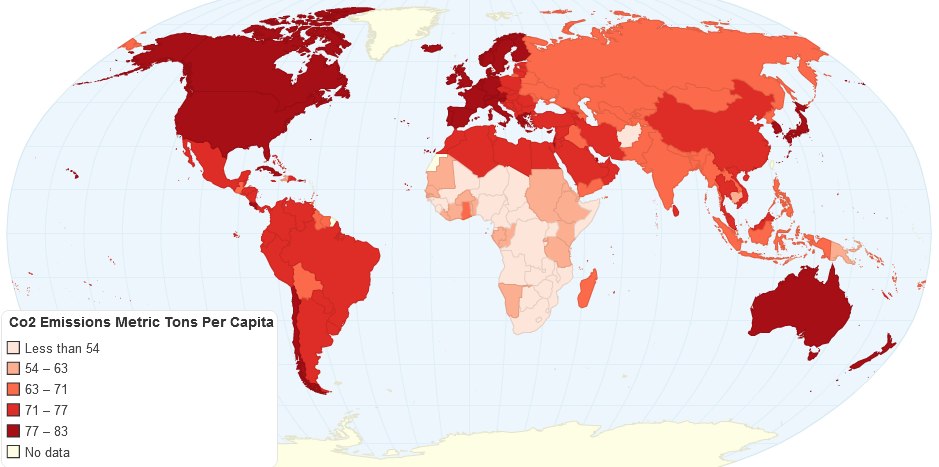 Co2 Emissions Metric Tons Per Capita
Less than 54
54 – 63
63 – 71
71 – 77
77 – 83
No data